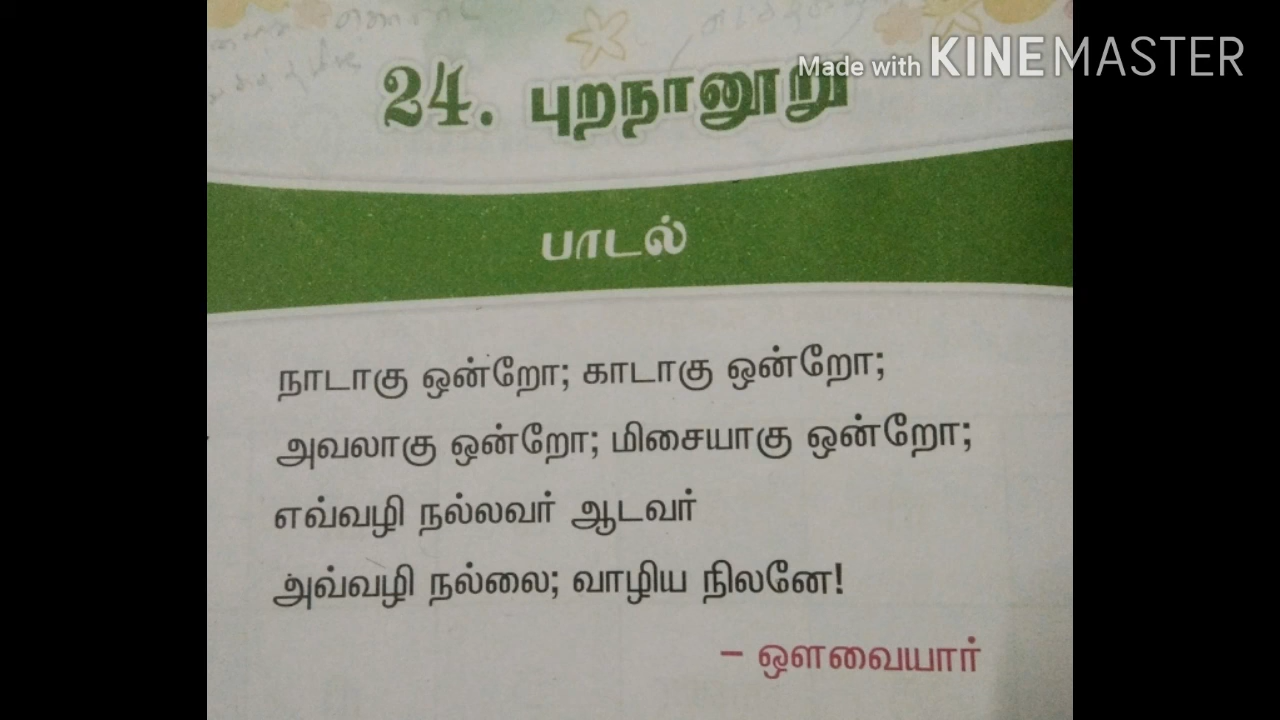 Made with KINEMASTER
24. புறநானூறு
பாடல்
நாடாகு ஒன்றோ; காடாகு ஒன்றோ;
அவலாகு ஒன்றோ; மிசையாகு ஒன்றோ;
எவ்வழி நல்லவர் ஆடவர்
அவ்வழி நல்லை; வாழிய நிலனே!
– ஔவையார்